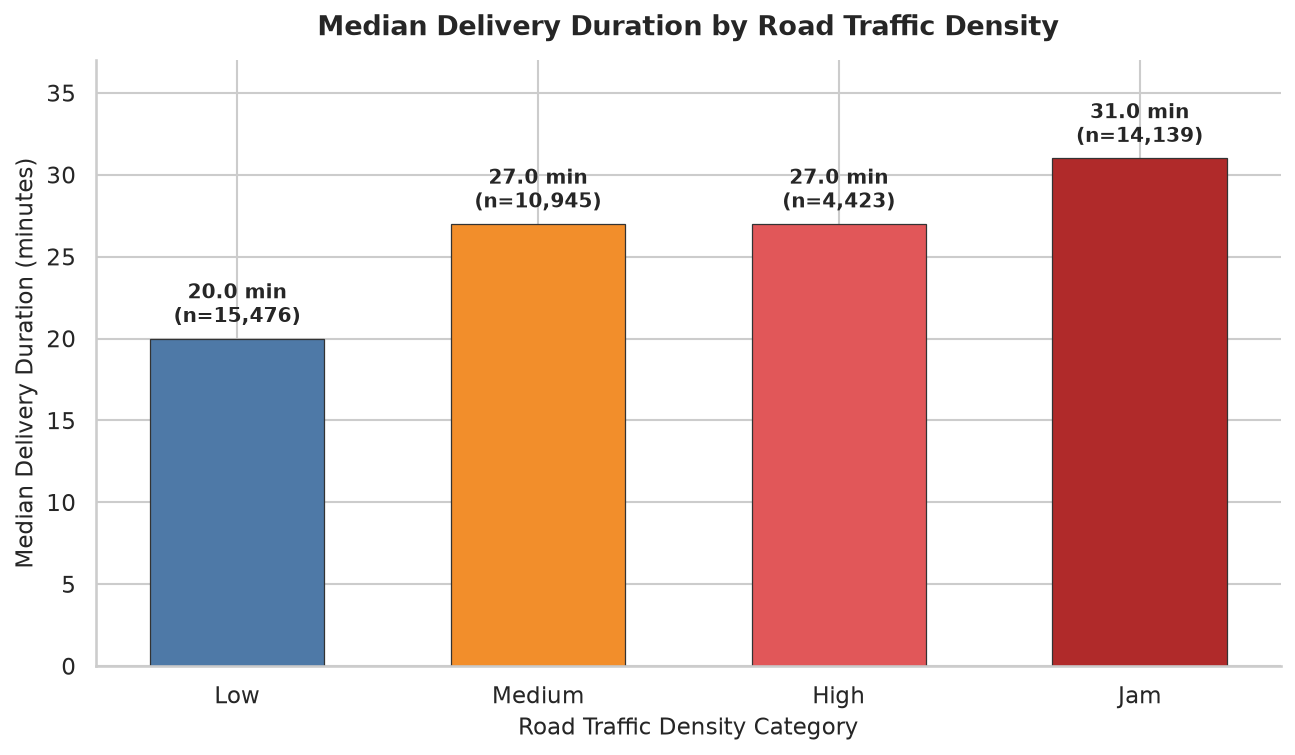 Median Delivery Duration by Road Traffic Density
Median Delivery Duration (minutes)
35
30
25
20
15
10
5
0
20.0 min
(n=15,476)
27.0 min
(n=10,945)
27.0 min
(n=4,423)
31.0 min
(n=14,139)
Low
Medium
High
Jam
Road Traffic Density Category